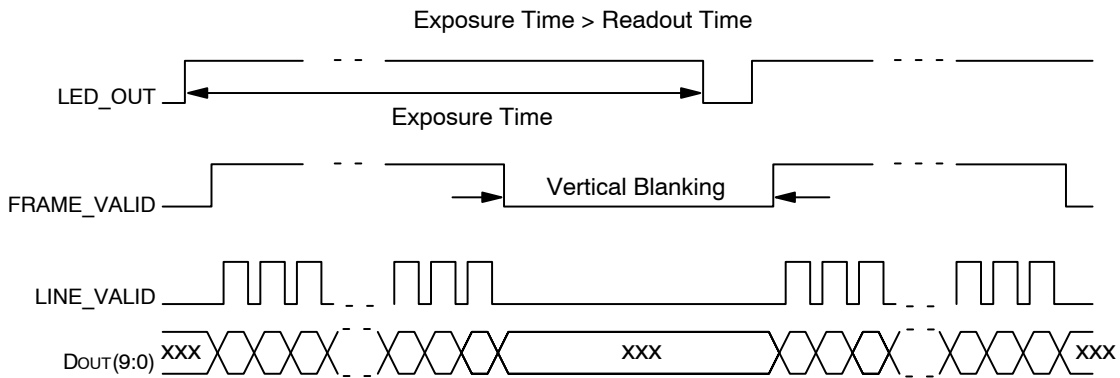 Exposure Time > Readout Time
LED_OUT
Exposure Time
FRAME_VALID
Vertical Blanking
LINE_VALID
DOUT(9:0)
XXX
XXX
XXX